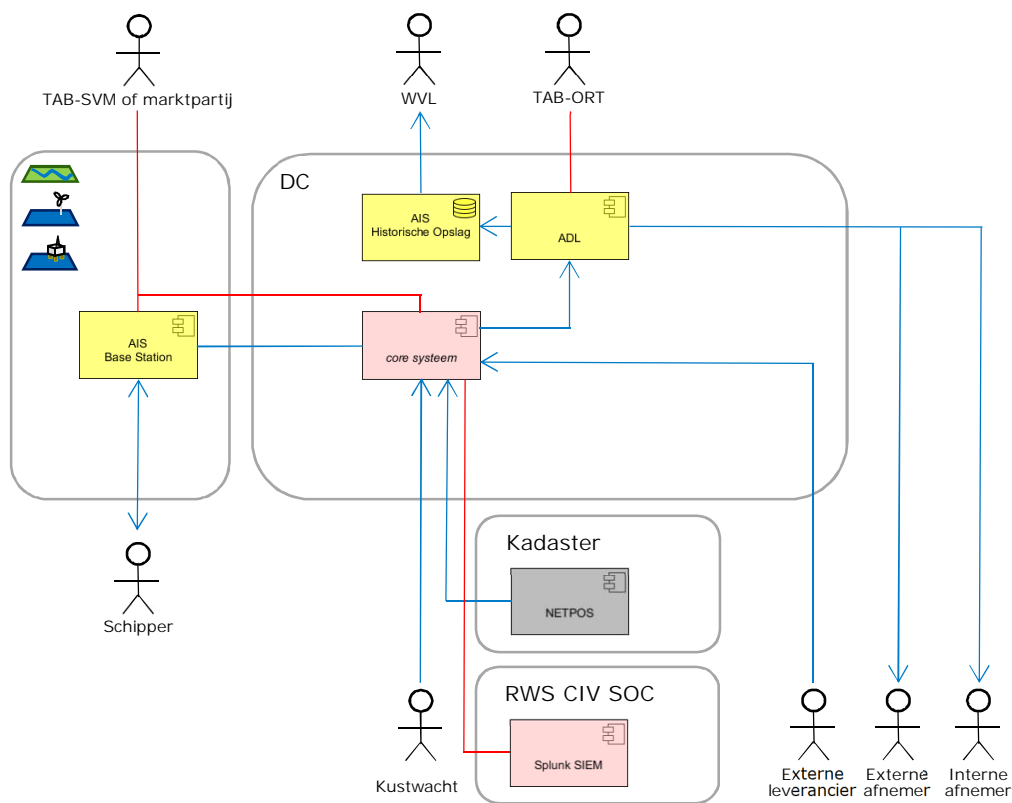 TAB-SVM of marktpartij
WVL
TAB-ORT
DC
AIS
Historische Opslag
ADL
AIS
Base Station
core systeem
Kadaster
NETPOS
Schipper
RWS CIV SOC
Splunk SIEM
Kustwacht
Externe
leverancier
Externe
afnemer
Interne
afnemer